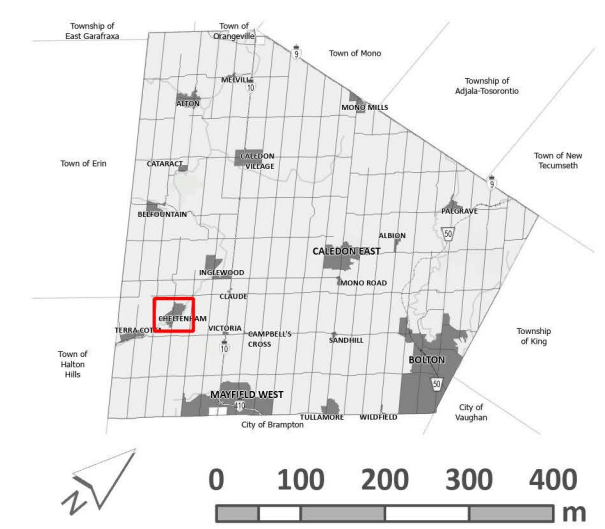 Township of
East Garafraxa
Town of
Orangeville
9
Town of Mono
Township of
Adjala-Tosorontio
MELVILLE
10
ALTON
MONO MILLS
Town of Erin
CATARACT
CALEDON
VILLAGE
Town of New
Tecumseth
9
BELFOUNTAIN
PALGRAVE
50
ALBION
CALEDON EAST
INGLEWOOD
MONO ROAD
CLAUDE
CHELTENHAM
TERRA COTTA
VICTORIA
CAMPBELL'S
CROSS
10
SANDHILL
Township
of King
BOLTON
Town of
Halton
Hills
50
MAYFIELD WEST
410
TULLAMORE
WILDFIELD
City of
Vaughan
City of Brampton
N
0 100 200 300 400
m